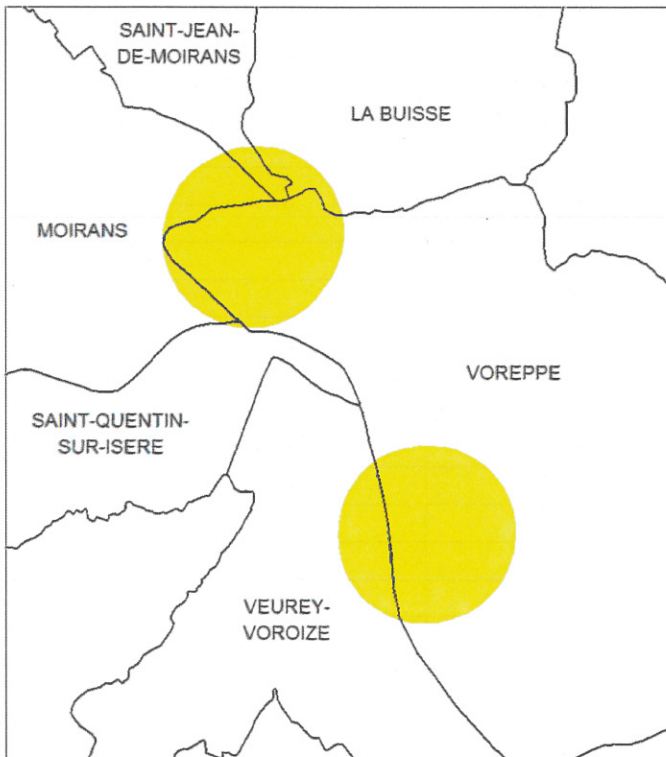 SAINT-JEAN-
DE-MOIRANS
LA BUISSE
MOIRANS
VOREPPE
SAINT-QUENTIN-
SUR-ISERE
VEUREY-
VOROIZE